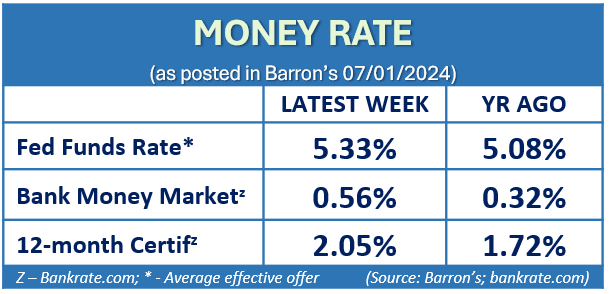 MONEY RATE
(as posted in Barron's 07/01/2024)
LATEST WEEK YR AGO
Fed Funds Rate* 5.33% 5.08%
Bank Money Marketᶻ 0.56% 0.32%
12-month Certifᶻ 2.05% 1.72%
Z – Bankrate.com; * - Average effective offer (Source: Barron's; bankrate.com)